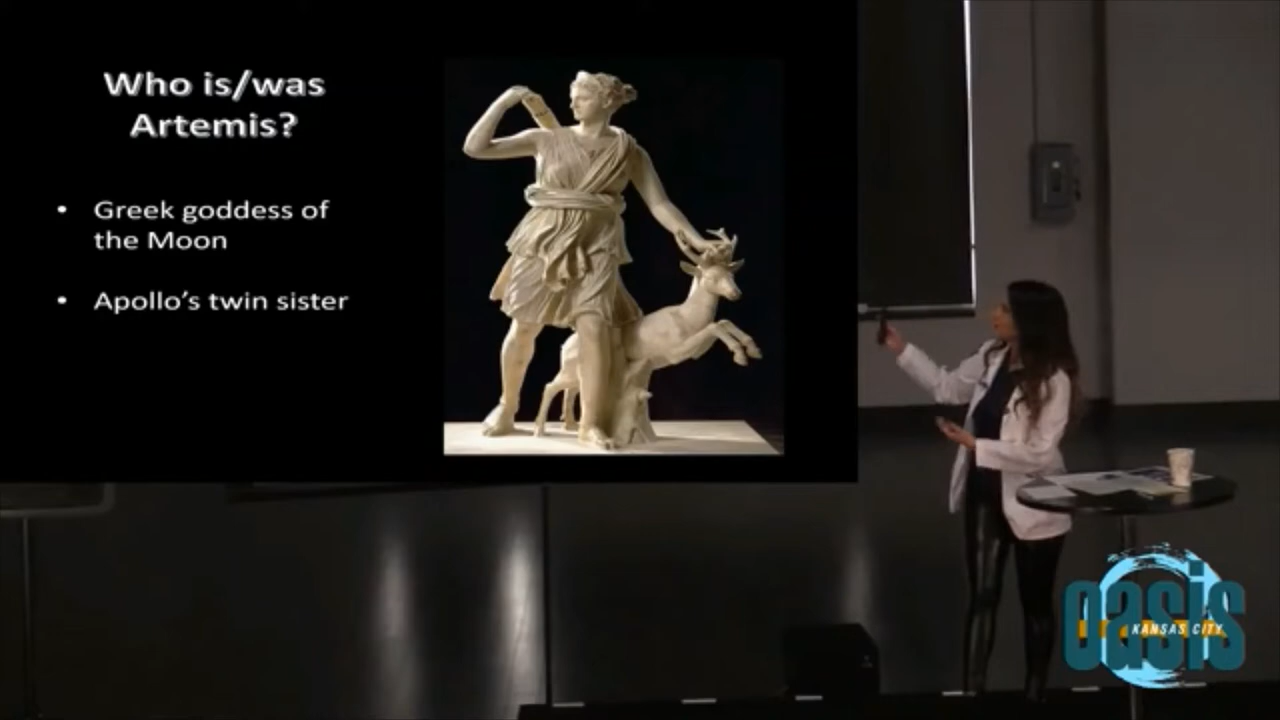 Who is/was
Artemis?
• Greek goddess of
the Moon
• Apollo's twin sister
oasis
KANSAS CITY